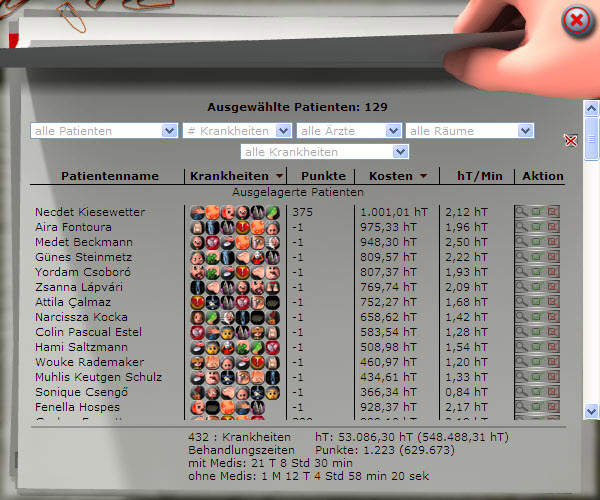 Ausgewählte Patienten: 129
alle Patienten # Krankheiten alle Ärzte alle Räume
alle Krankheiten
Patientenname Krankheiten Punkte Kosten hT/Min Aktion
Ausgelagerte Patienten
Necdet Kiesewetter 375 1.001,01 hT 2,12 hT
Aira Fontoura -1 975,33 hT 1,96 hT
Medet Beckmann -1 948,30 hT 2,50 hT
Günes Steinmetz -1 809,57 hT 2,22 hT
Yordam Csoboró -1 807,37 hT 1,93 hT
Zsanna Lápvári -1 769,74 hT 2,09 hT
Attila Çalmaz -1 752,27 hT 1,68 hT
Narcissza Kocka -1 658,62 hT 1,42 hT
Colin Pascual Estel -1 583,54 hT 1,28 hT
Hami Saltzmann -1 508,98 hT 1,54 hT
Wouke Rademaker -1 460,97 hT 1,20 hT
Muhlis Keutgen Schulz -1 434,61 hT 1,33 hT
Sonique Csengő -1 366,34 hT 0,84 hT
Fenella Hospes -1 928,37 hT 2,17 hT
432 : Krankheiten hT: 53.086,30 hT (548.488,31 hT)
Behandlungszeiten Punkte: 1.223 (629.673)
mit Medis: 21 T 8 Std 30 min
ohne Medis: 1 M 12 T 4 Std 58 min 20 sek